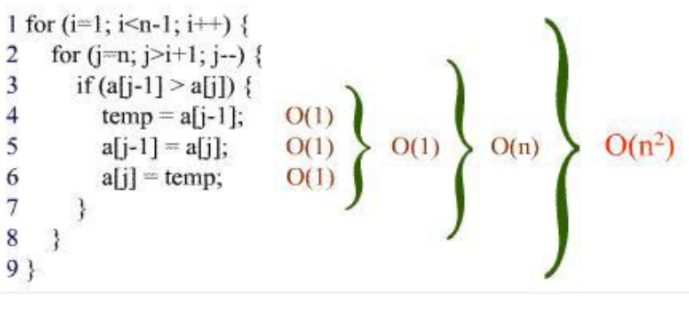 1 for (i=1; i<n-1; i++) {
2 for (j=n; j>i+1; j--) {
3 if (a[j-1] > a[j]) {
4 temp = a[j-1]; O(1)
5 a[j-1] = a[j]; O(1) O(1) O(n) O(n²)
6 a[j] = temp; O(1)
7 }
8 }
9 }